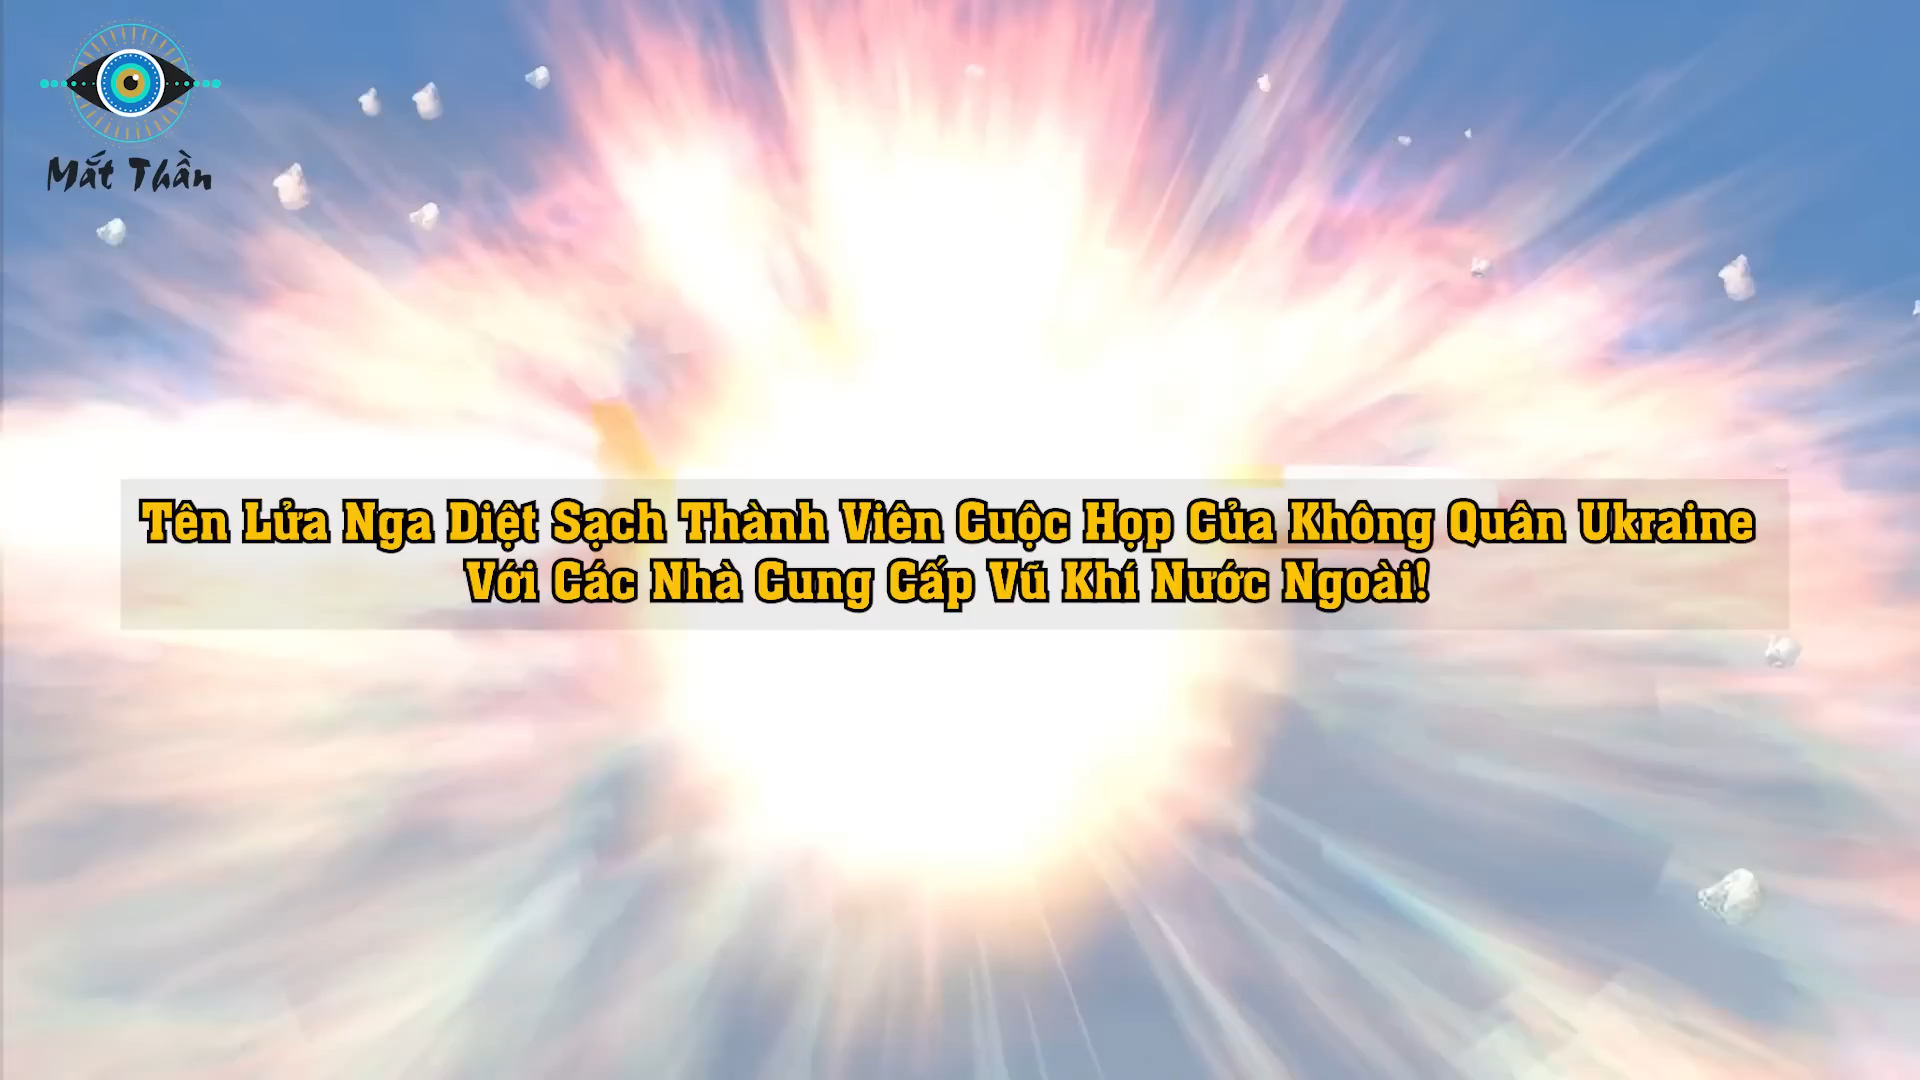 Mắt Thần
Tên Lửa Nga Diệt Sạch Thành Viên Cuộc Họp Của Không Quân Ukraine
Với Các Nhà Cung Cấp Vũ Khí Nước Ngoài!